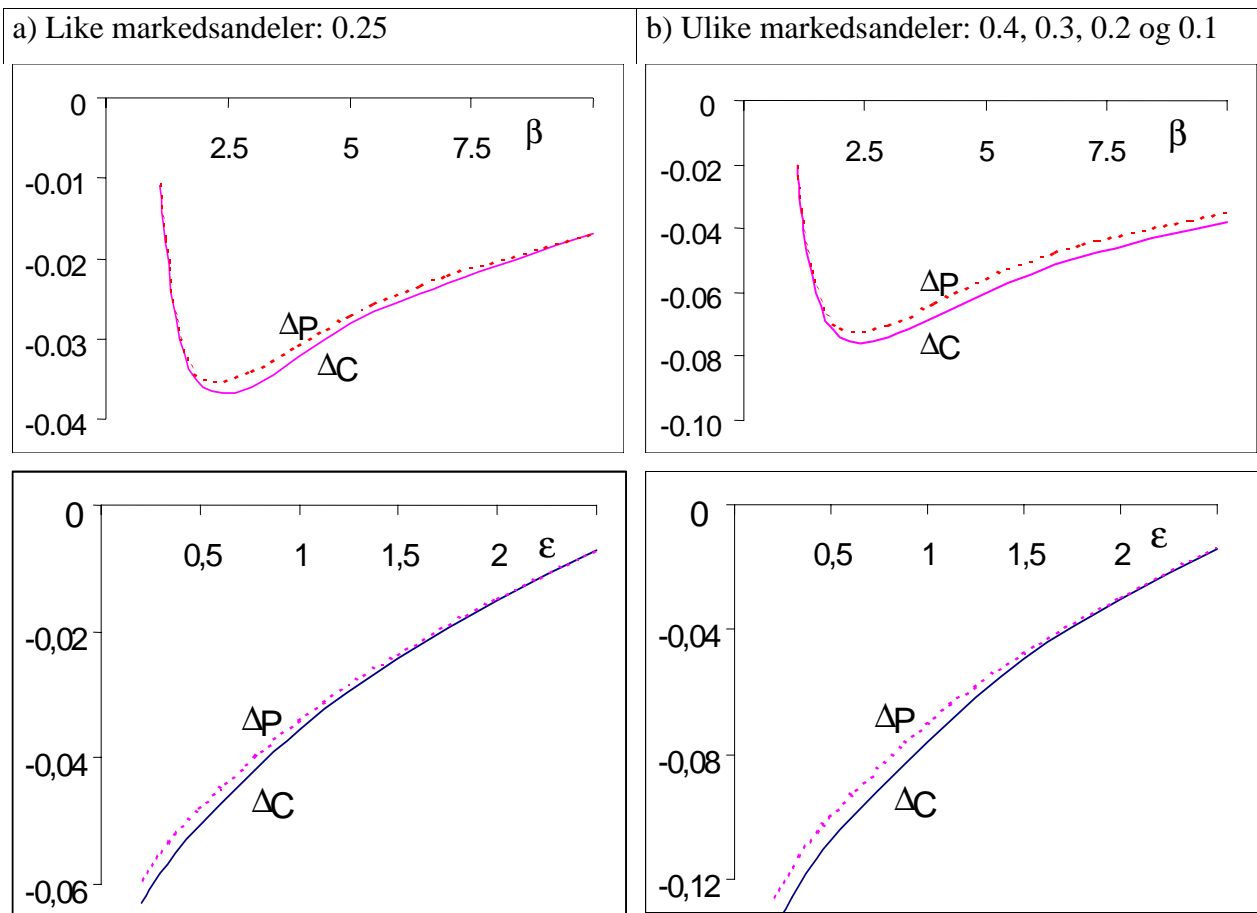 a) Like markedsandeler: 0.25
b) Ulike markedsandeler: 0.4, 0.3, 0.2 og 0.1
0
β
2.5 5 7.5
-0.01
-0.02
ΔP
-0.03
ΔC
-0.04
0
β
2.5 5 7.5
-0.02
-0.04
ΔP
-0.06
ΔC
-0.08
-0.10
0
ε
0,5 1 1,5 2
-0,02
ΔP
-0,04
ΔC
-0,06
0
ε
0,5 1 1,5 2
-0,04
ΔP
-0,08
ΔC
-0,12